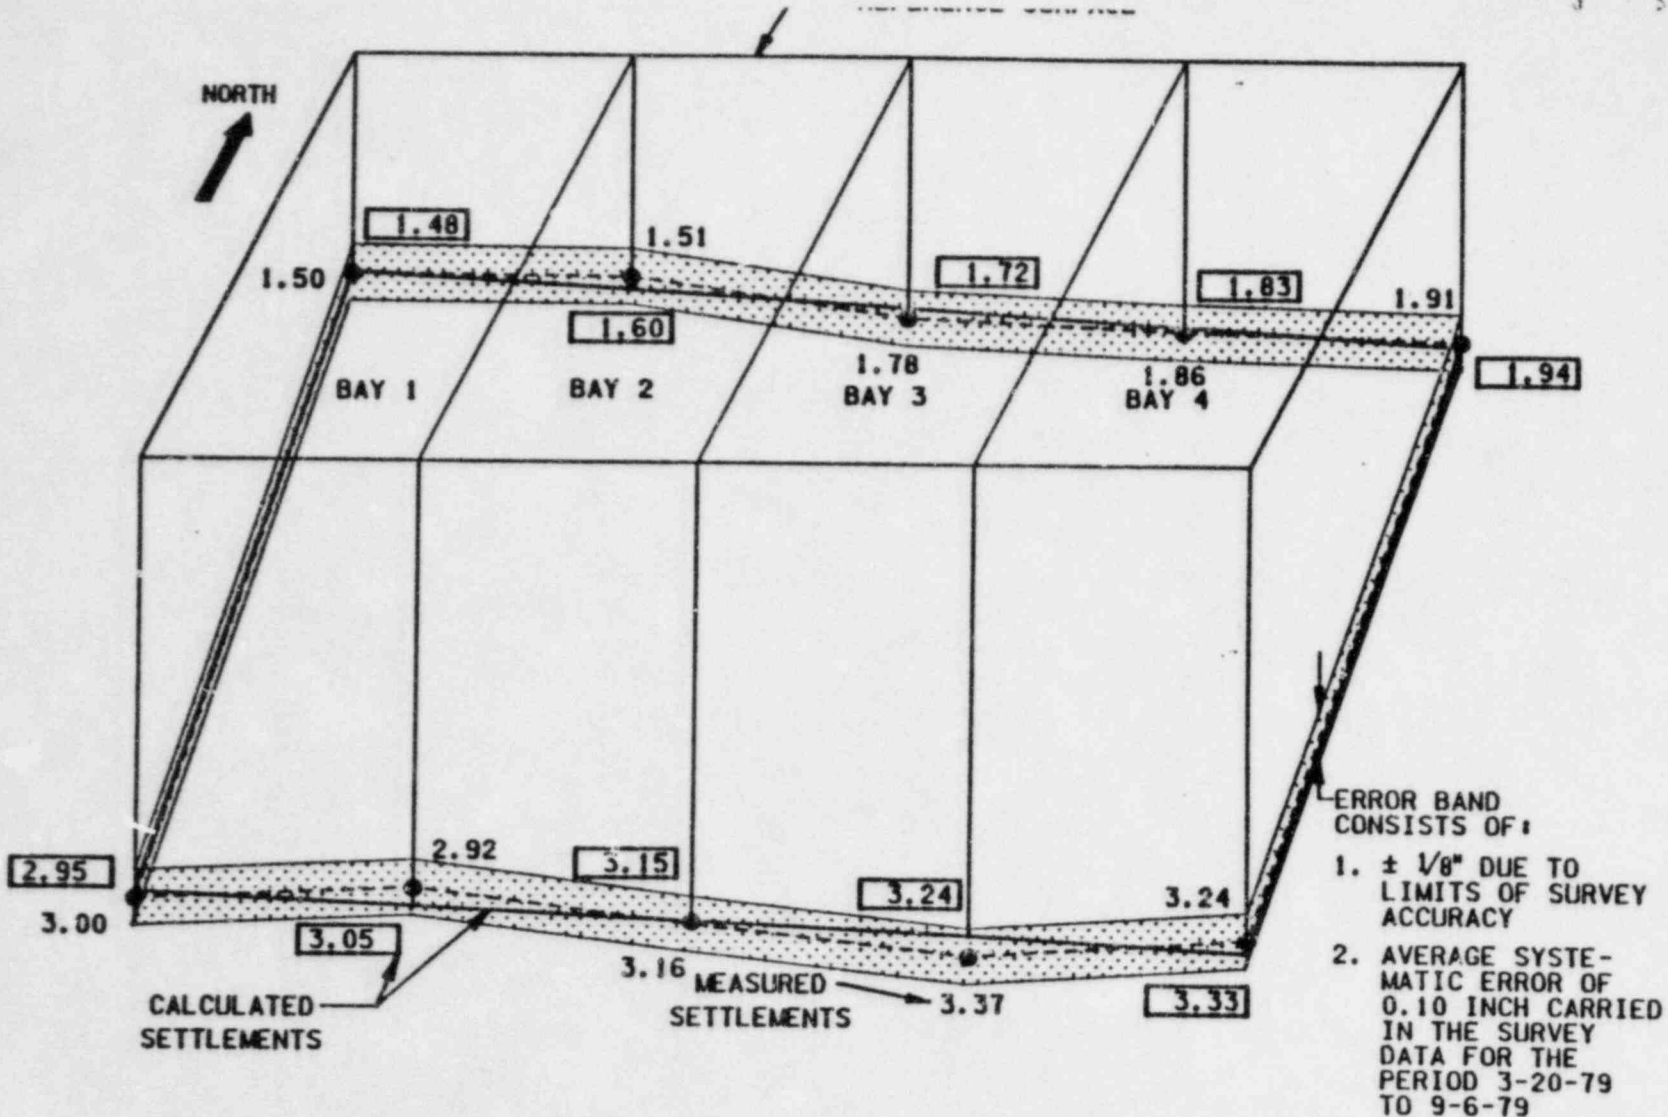 NORTH
1.48
1.51
1.50
1.72
1.83
1.91
1.60
1.78
1.86
1.94
BAY 1
BAY 2
BAY 3
BAY 4
2.95
2.92
3.15
3.24
3.24
3.00
3.05
3.16
3.37
3.33
CALCULATED
SETTLEMENTS
MEASURED
SETTLEMENTS
ERROR BAND
CONSISTS OF:
1. ± 1/8" DUE TO
LIMITS OF SURVEY
ACCURACY
2. AVERAGE SYSTE-
MATIC ERROR OF
0.10 INCH CARRIED
IN THE SURVEY
DATA FOR THE
PERIOD 3-20-79
TO 9-6-79